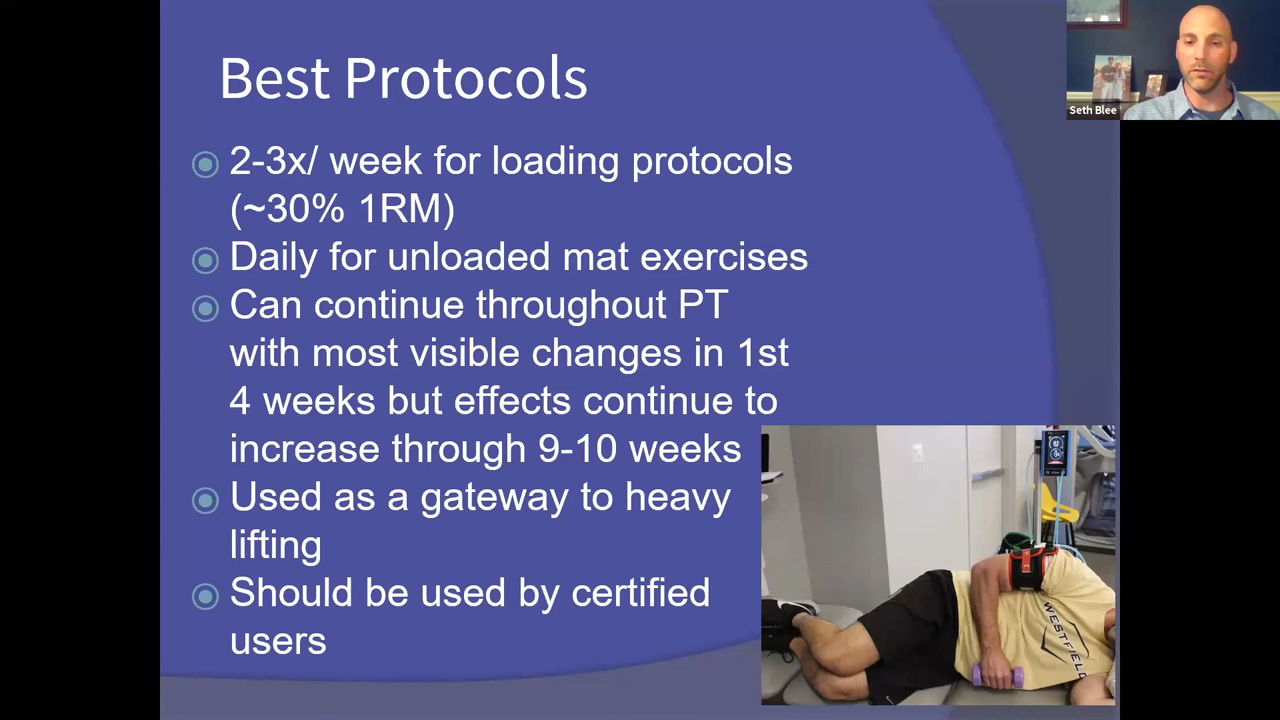 Best Protocols
2-3x/ week for loading protocols
(~30% 1RM)
Daily for unloaded mat exercises
Can continue throughout PT
with most visible changes in 1st
4 weeks but effects continue to
increase through 9-10 weeks
Used as a gateway to heavy
lifting
Should be used by certified
users
Seth Blee
WESTFIELD